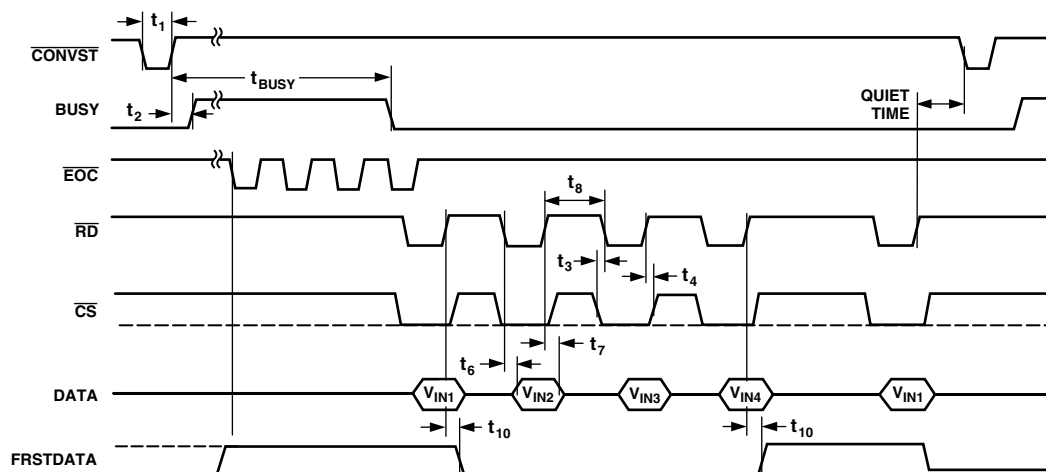 t1
CONVST
tBUSY
BUSY
t2
QUIET
TIME
EOC
t8
RD
t3
t4
CS
t7
t6
DATA
VIN1
VIN2
VIN3
VIN4
VIN1
t10
t10
FRSTDATA